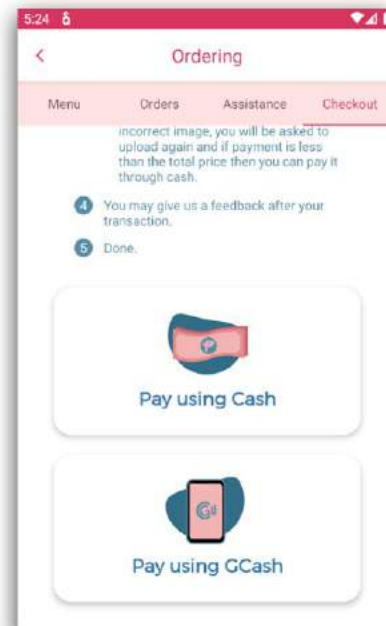 5:24
Ordering
Menu Orders Assistance Checkout
incorrect image, you will be asked to
upload again and if payment is less
than the total price then you can pay it
through cash.
4 You may give us a feedback after your
transaction.
5 Done.
Pay using Cash
Pay using GCash